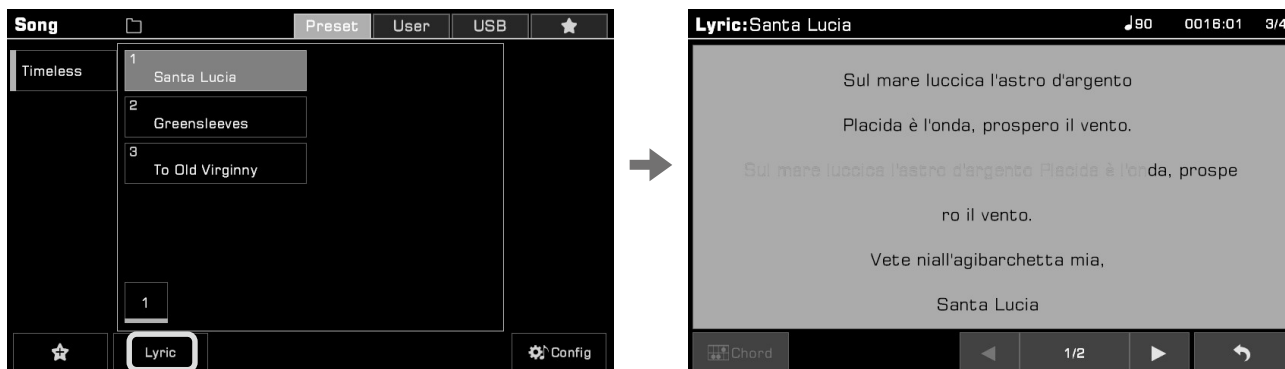 Song Preset User USB
Timeless
1
Santa Lucia
2
Greensleeves
3
To Old Virginny
1
Lyric Config
Lyric:Santa Lucia 90 0016:01 3/4
Sul mare luccica l'astro d'argento
Placida è l'onda, prospero il vento.
Sul mare luccica l'astro d'argento Placida è l'onda, prospe
ro il vento.
Vete niall'agibarchetta mia,
Santa Lucia
Chord 1/2